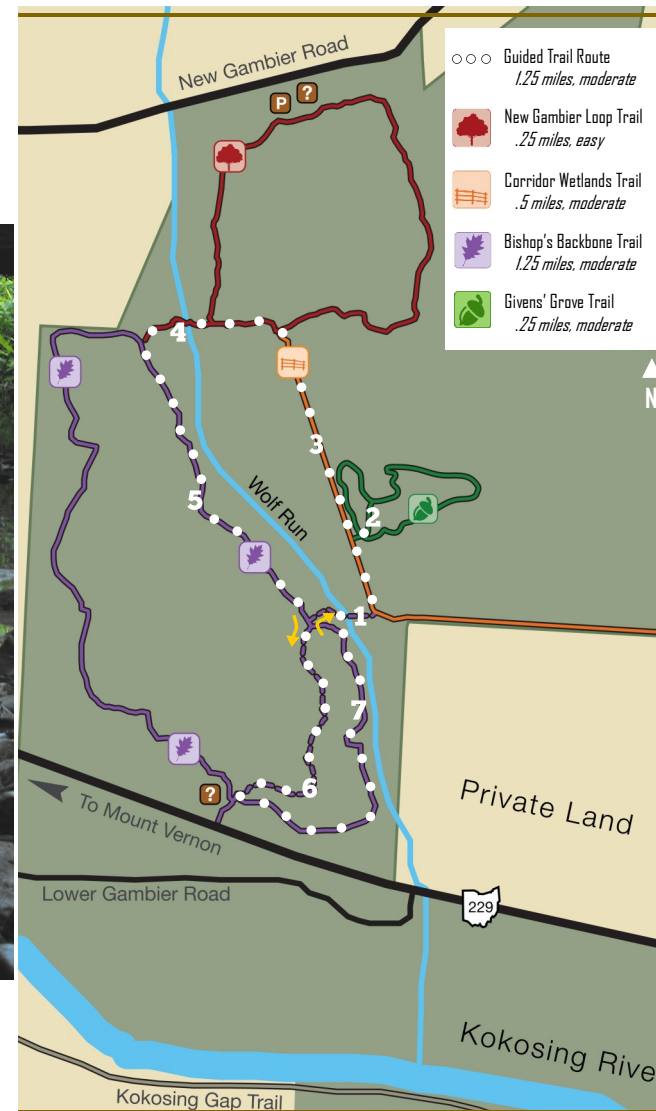 New Gambier Road
P
?
Guided Trail Route
1.25 miles, moderate
New Gambier Loop Trail
.25 miles, easy
Corridor Wetlands Trail
.5 miles, moderate
Bishop's Backbone Trail
1.25 miles, moderate
Givens' Grove Trail
.25 miles, moderate
N
4
3
5
2
Wolf Run
1
7
6
?
To Mount Vernon
Private Land
Lower Gambier Road
229
Kokosing Rive
Kokosing Gap Trail